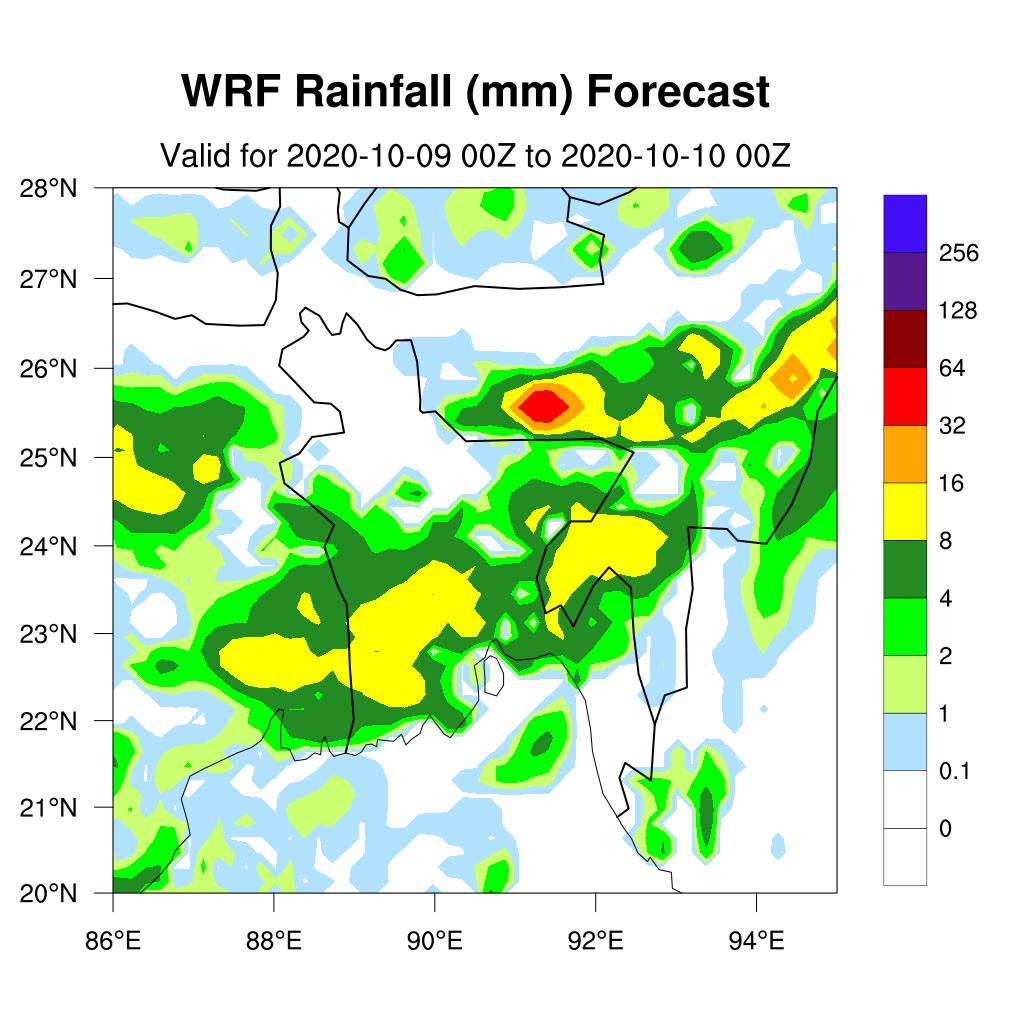 WRF Rainfall (mm) Forecast
Valid for 2020-10-09 00Z to 2020-10-10 00Z
28°N
27°N
26°N
25°N
24°N
23°N
22°N
21°N
20°N
86°E 88°E 90°E 92°E 94°E
256
128
64
32
16
8
4
2
1
0.1
0